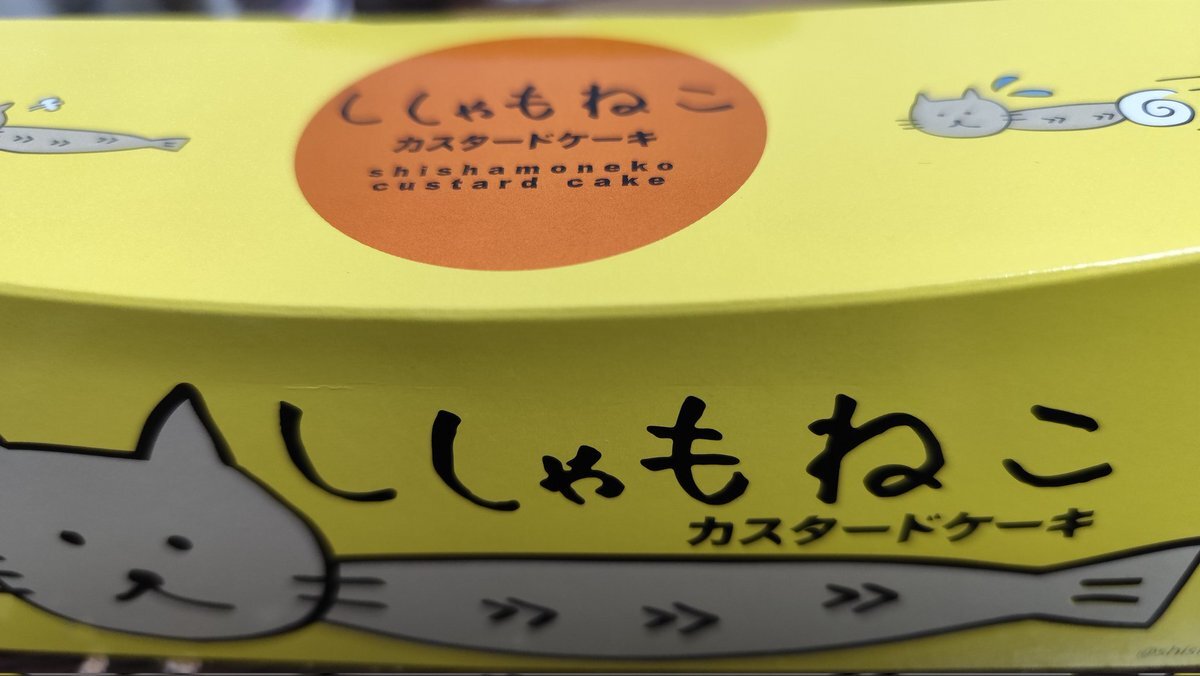 ししゃもねこ
カスタードケーキ
shishamoneko
custard cake
ししゃもねこ
カスタードケーキ